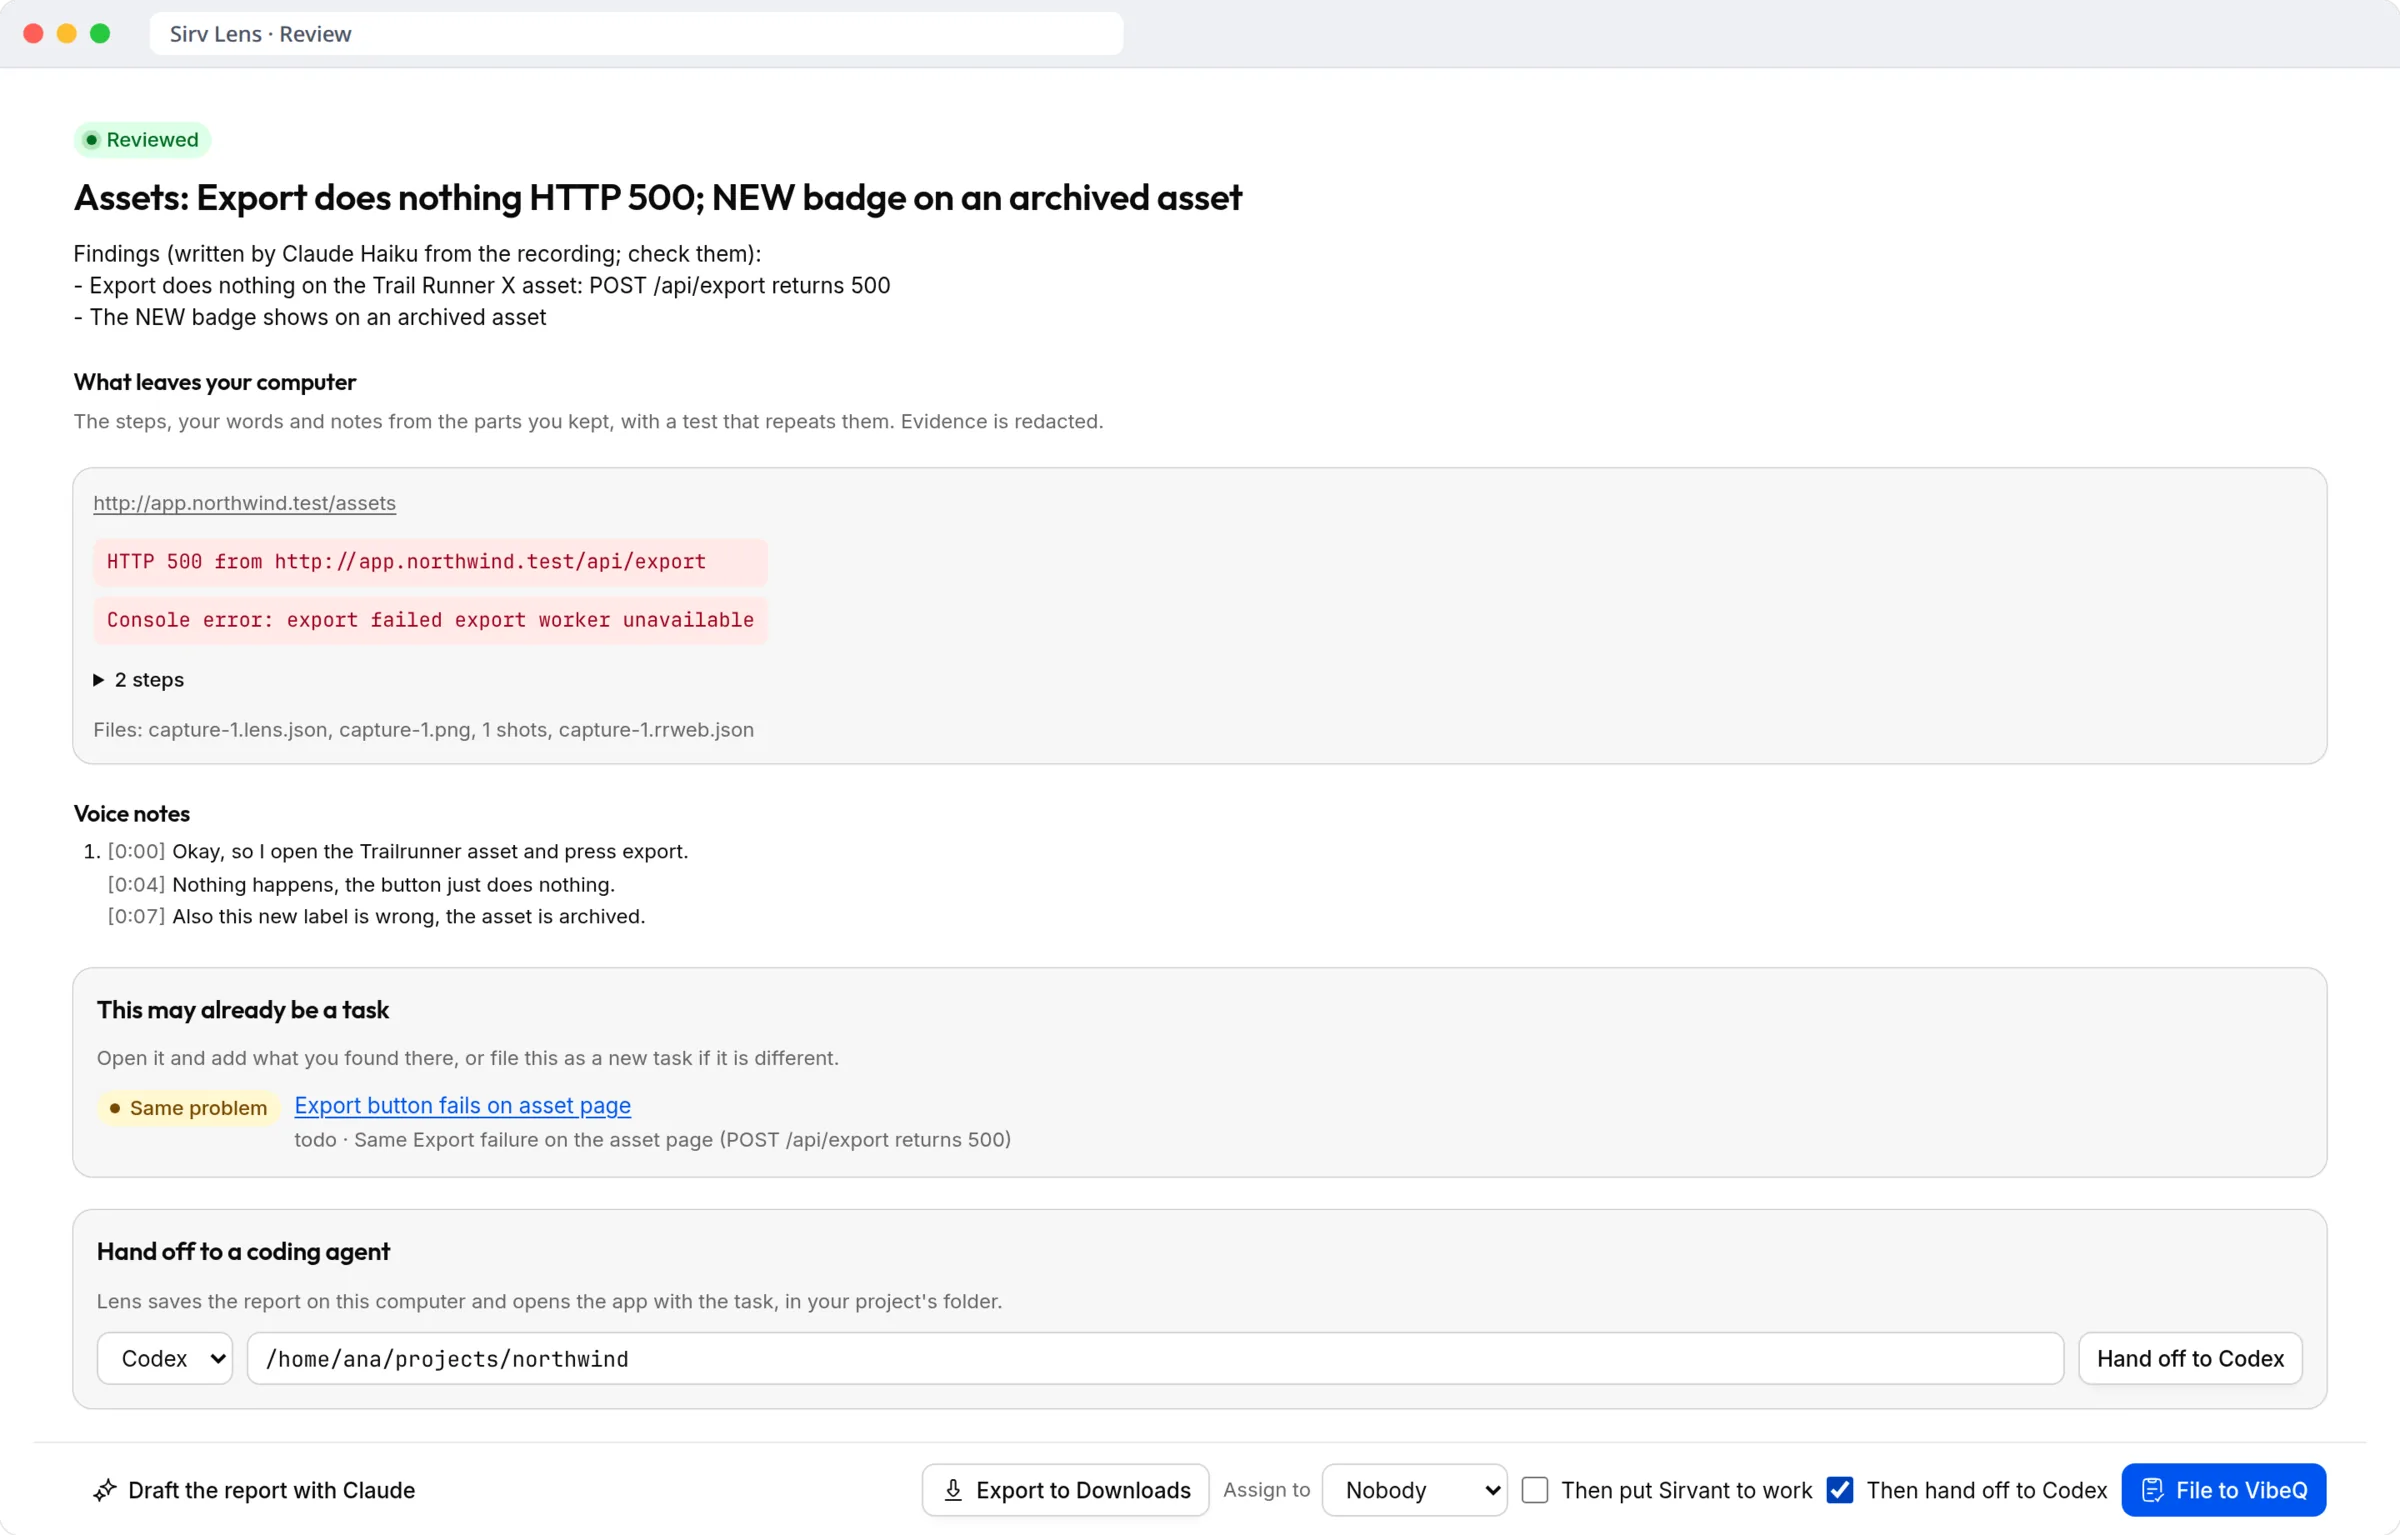 Sirv Lens · Review
Reviewed
Assets: Export does nothing HTTP 500; NEW badge on an archived asset
Findings (written by Claude Haiku from the recording; check them):
- Export does nothing on the Trail Runner X asset: POST /api/export returns 500
- The NEW badge shows on an archived asset
What leaves your computer
The steps, your words and notes from the parts you kept, with a test that repeats them. Evidence is redacted.
http://app.northwind.test/assets
HTTP 500 from http://app.northwind.test/api/export
Console error: export failed export worker unavailable
2 steps
Files: capture-1.lens.json, capture-1.png, 1 shots, capture-1.rrweb.json
Voice notes
1. [0:00] Okay, so I open the Trailrunner asset and press export.
[0:04] Nothing happens, the button just does nothing.
[0:07] Also this new label is wrong, the asset is archived.
This may already be a task
Open it and add what you found there, or file this as a new task if it is different.
Same problem Export button fails on asset page
todo · Same Export failure on the asset page (POST /api/export returns 500)
Hand off to a coding agent
Lens saves the report on this computer and opens the app with the task, in your project's folder.
Codex /home/ana/projects/northwind Hand off to Codex
Draft the report with Claude Export to Downloads Assign to Nobody Then put Sirvant to work Then hand off to Codex File to VibeQ